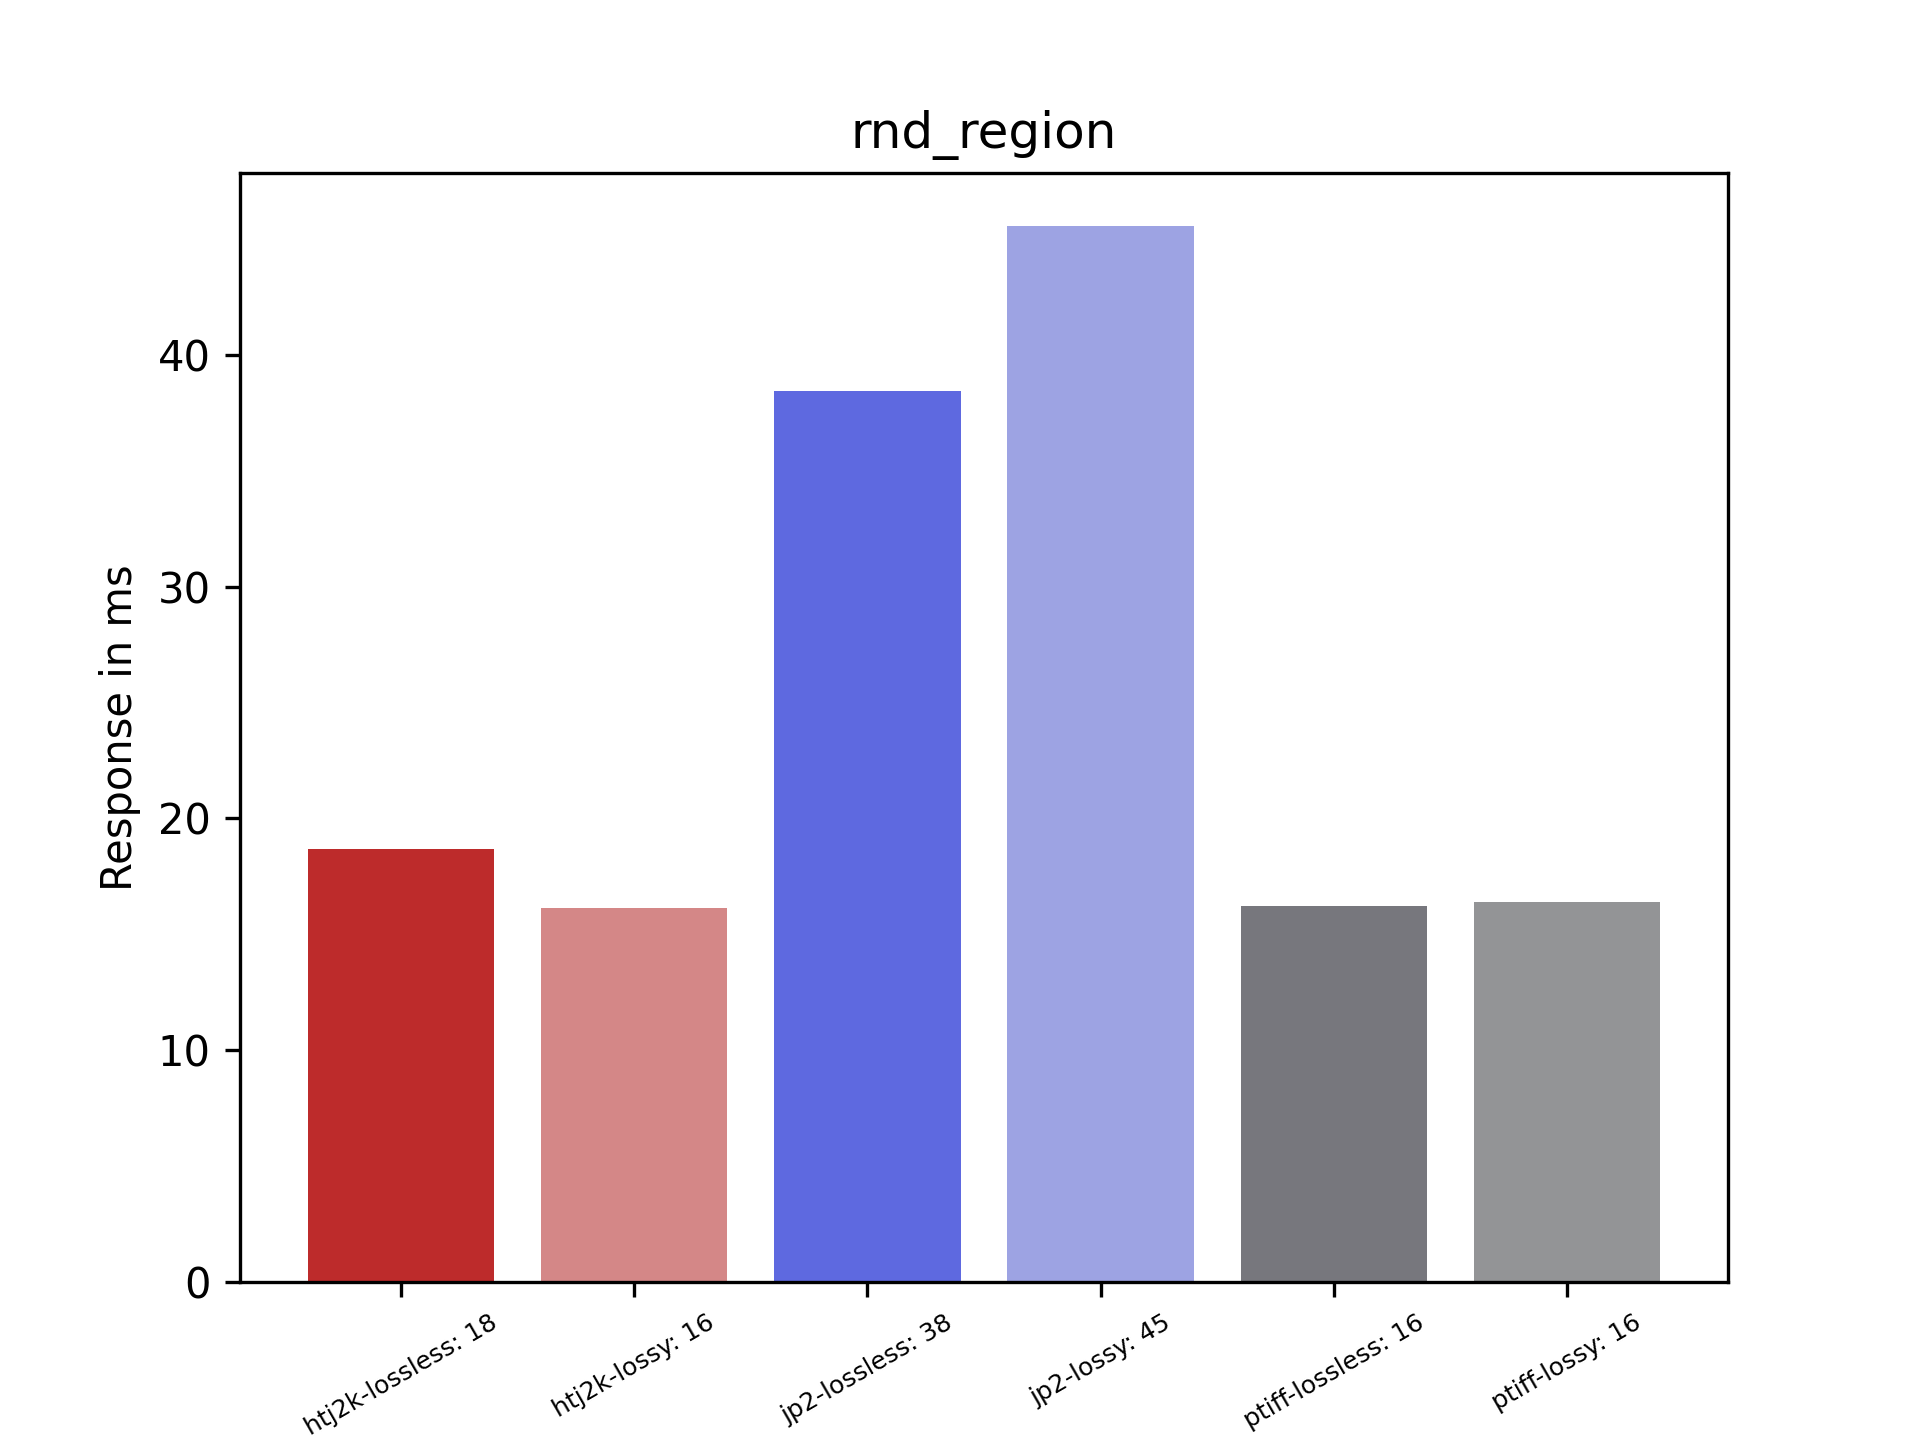 rnd_region
Response in ms
40
30
20
10
0
htj2k-lossless: 18
htj2k-lossy: 16
jp2-lossless: 38
jp2-lossy: 45
ptiff-lossless: 16
ptiff-lossy: 16